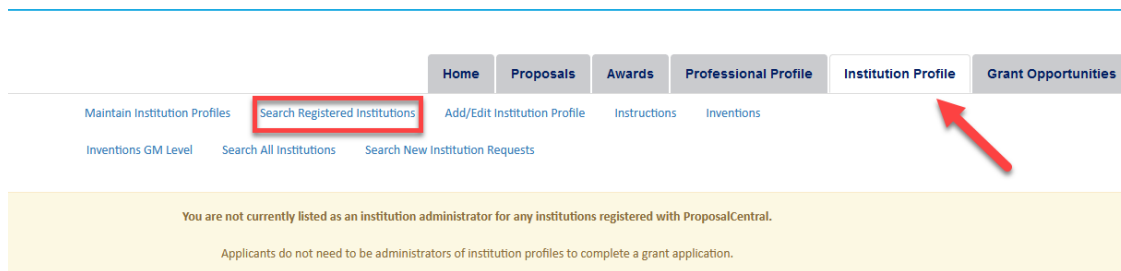 Home Proposals Awards Professional Profile Institution Profile Grant Opportunities
Maintain Institution Profiles Search Registered Institutions Add/Edit Institution Profile Instructions Inventions
Inventions GM Level Search All Institutions Search New Institution Requests
You are not currently listed as an institution administrator for any institutions registered with ProposalCentral.
Applicants do not need to be administrators of institution profiles to complete a grant application.